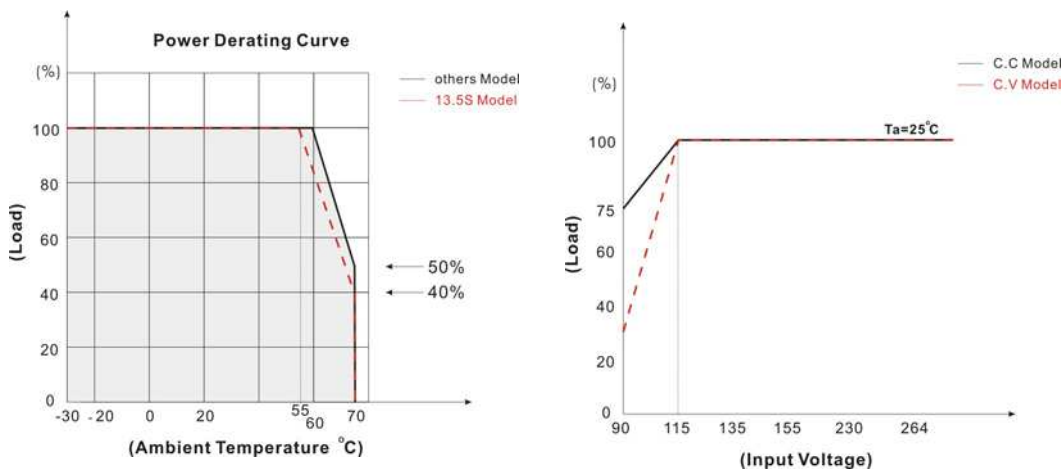 Power Derating Curve
(%)
others Model
13.5S Model
100
80
60
40
20
0
(Load)
50%
40%
-30 -20 0 20 55 60 70
(Ambient Temperature °C)
C.C Model
C.V Model
(%)
Ta=25°C
100
75
60
40
20
0
(Load)
90 115 135 155 230 264
(Input Voltage)